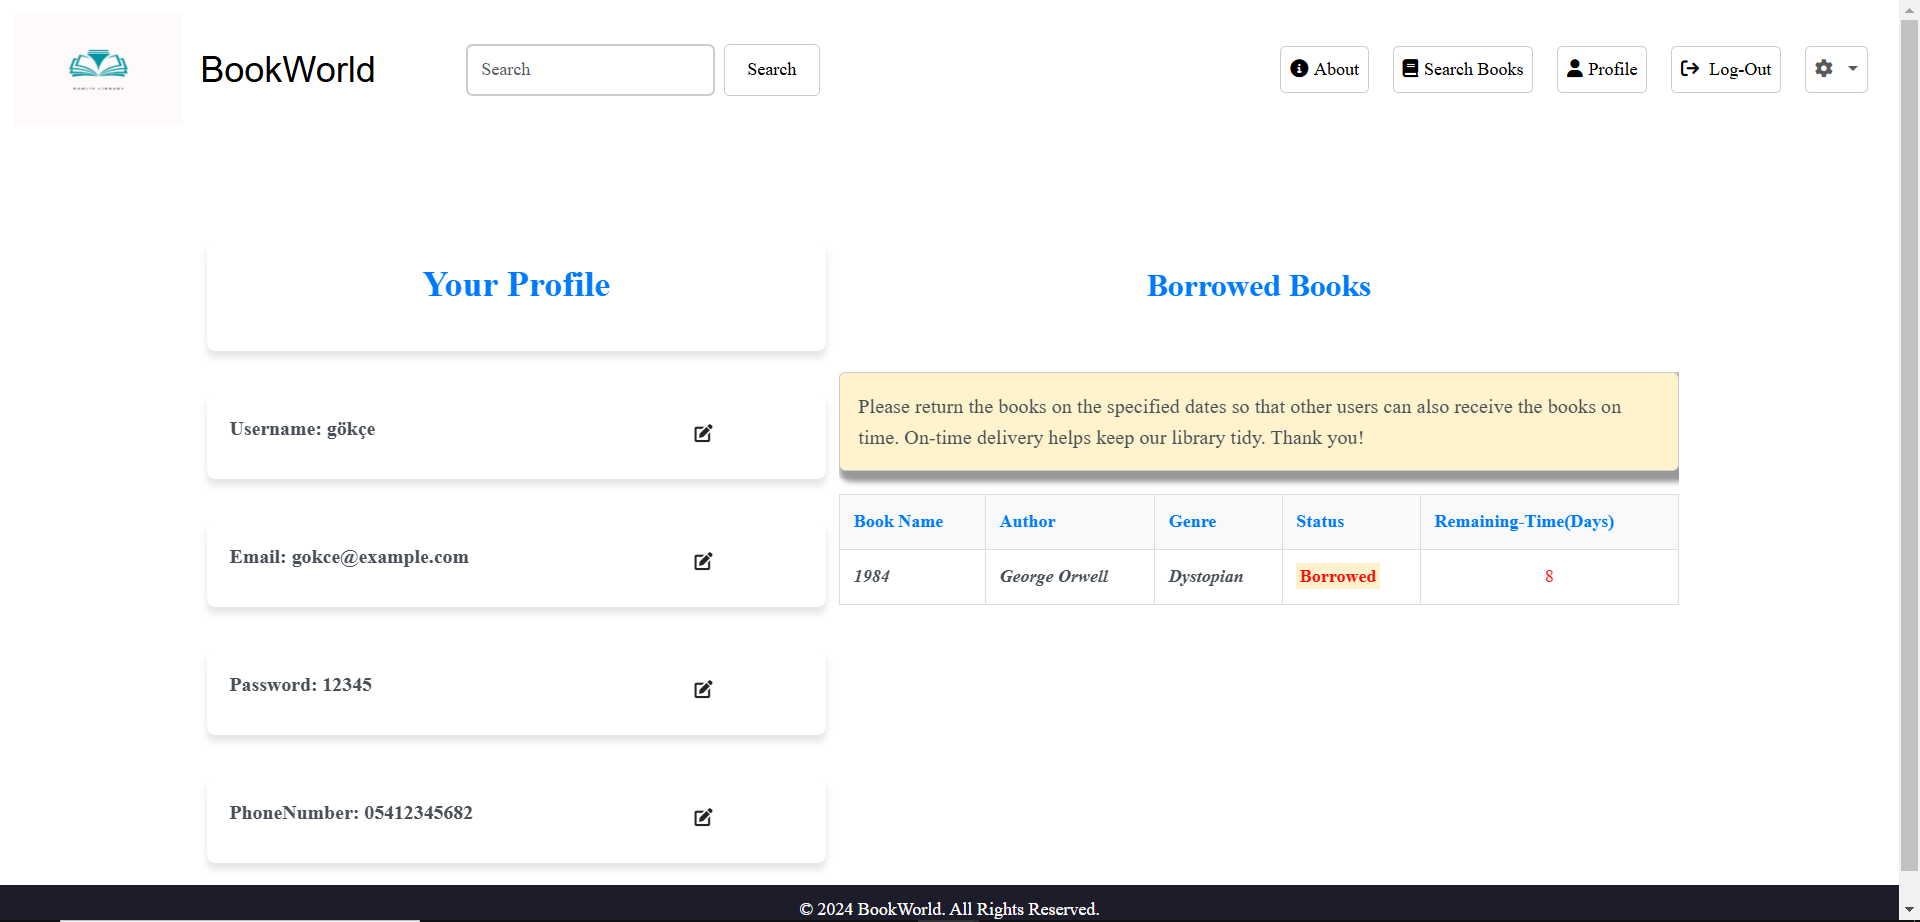 BookWorld
Search
Search
About
Search Books
Profile
Log-Out
Your Profile
Username: gökçe
Email: gokce@example.com
Password: 12345
PhoneNumber: 05412345682
Borrowed Books
Please return the books on the specified dates so that other users can also receive the books on
time. On-time delivery helps keep our library tidy. Thank you!
Book Name Author Genre Status Remaining-Time(Days)
1984 George Orwell Dystopian Borrowed 8
© 2024 BookWorld. All Rights Reserved.